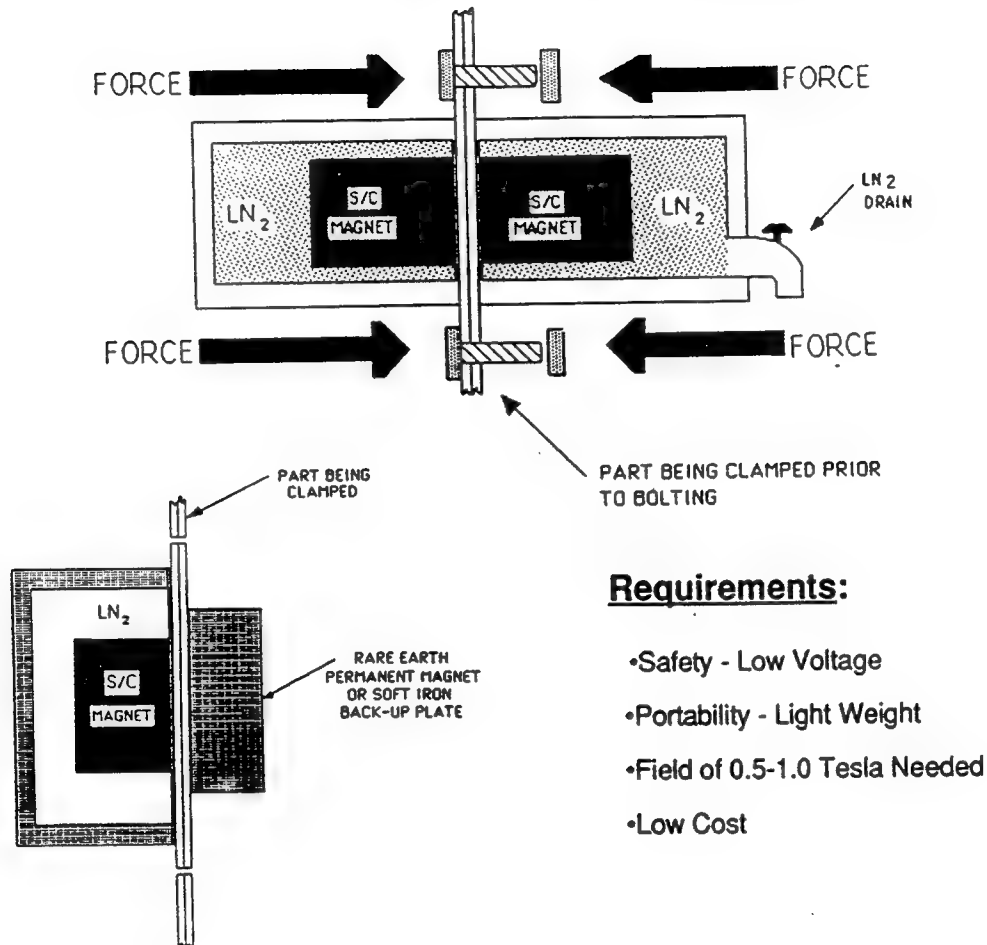 FORCE
FORCE
LN2
S/C
MAGNET
S/C
MAGNET
LN2
LN2
DRAIN
FORCE
FORCE
PART BEING CLAMPED PRIOR
TO BOLTING
PART BEING
CLAMPED
LN2
S/C
MAGNET
RARE EARTH
PERMANENT MAGNET
OR SOFT IRON
BACK-UP PLATE
Requirements:
•Safety - Low Voltage
•Portability - Light Weight
•Field of 0.5-1.0 Tesla Needed
•Low Cost